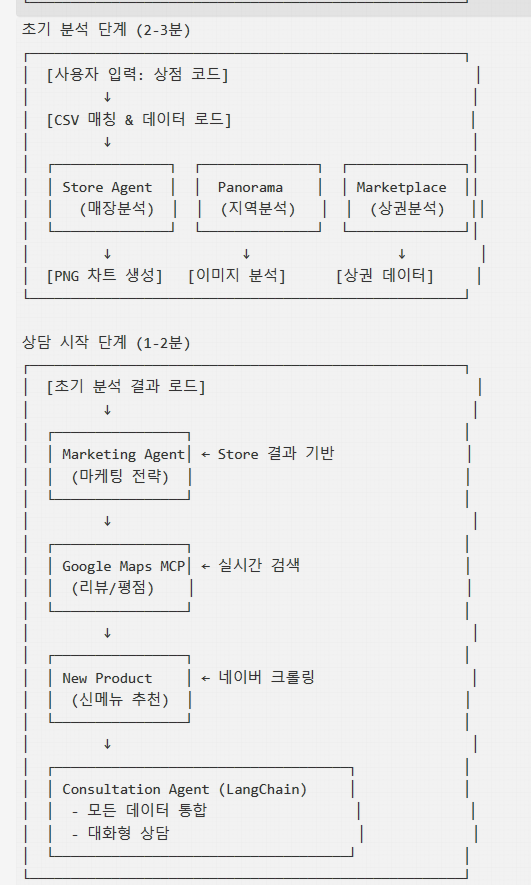 초기 분석 단계 (2-3분)
[사용자 입력: 상점 코드]
↓
[CSV 매칭 & 데이터 로드]
↓
Store Agent Panorama Marketplace
(매장분석) (지역분석) (상권분석)
↓ ↓ ↓
[PNG 차트 생성] [이미지 분석] [상권 데이터]
상담 시작 단계 (1-2분)
[초기 분석 결과 로드]
↓
Marketing Agent ← Store 결과 기반
(마케팅 전략)
↓
Google Maps MCP ← 실시간 검색
(리뷰/평점)
↓
New Product ← 네이버 크롤링
(신메뉴 추천)
↓
Consultation Agent (LangChain)
- 모든 데이터 통합
- 대화형 상담